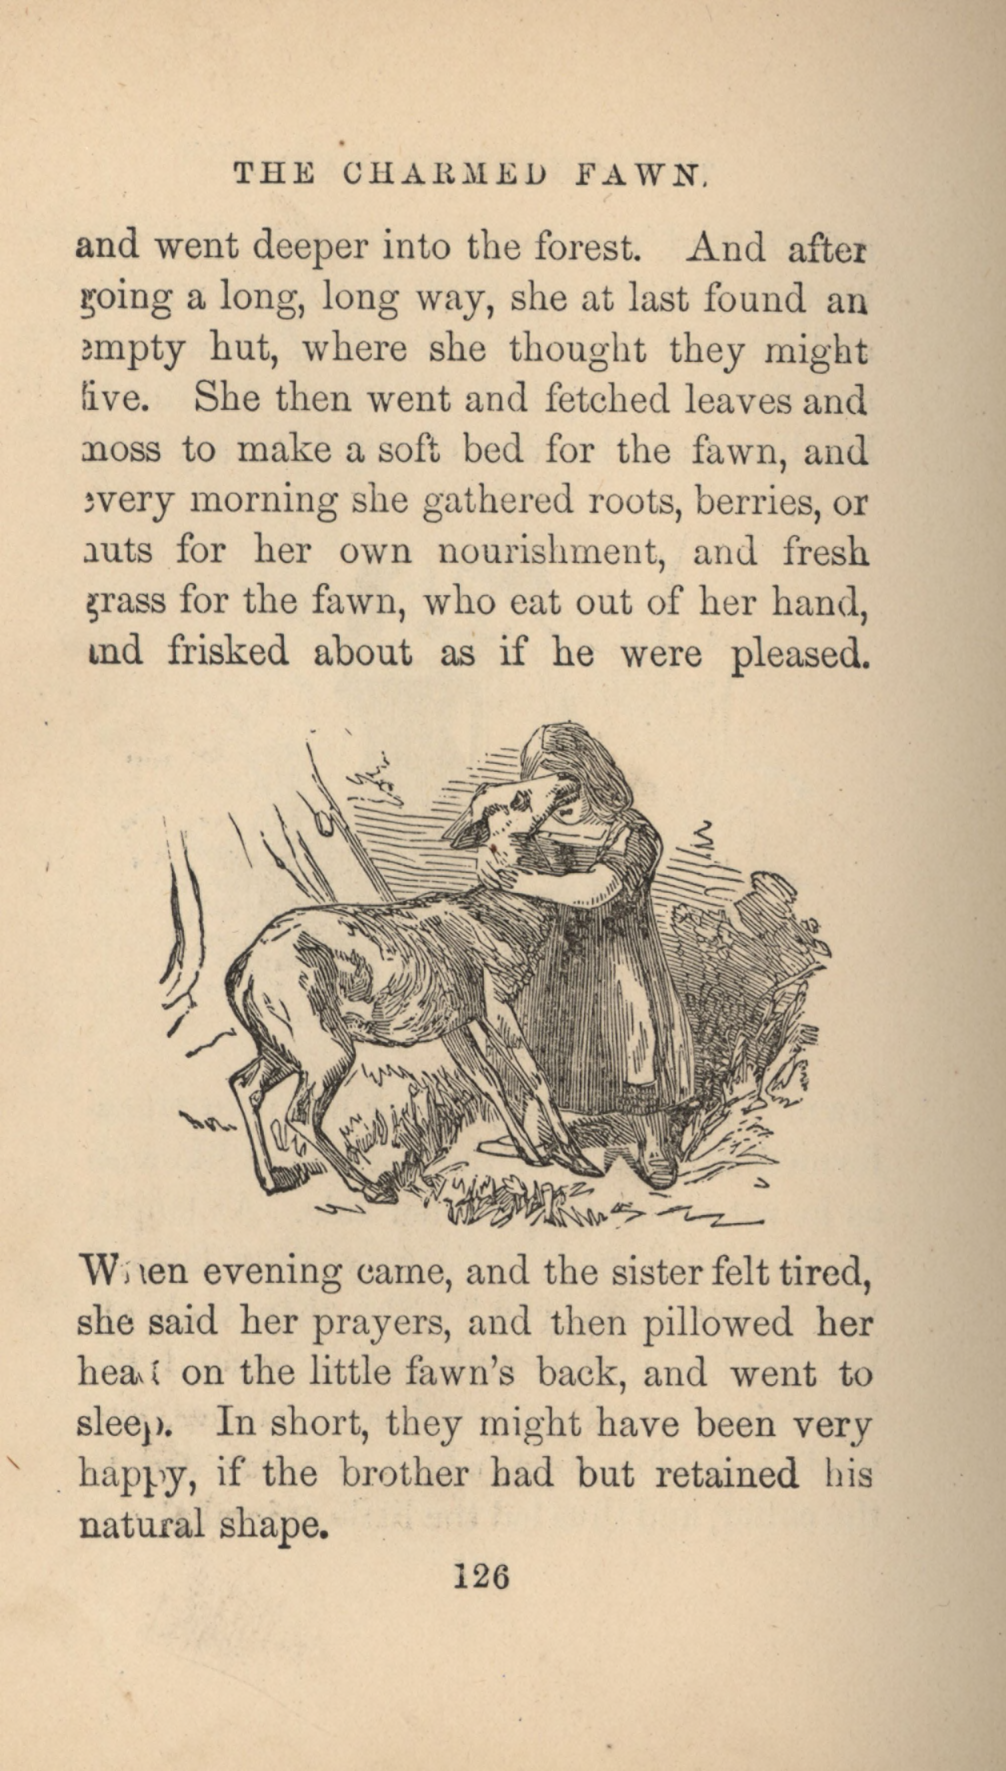 THE CHARMED FAWN.
and went deeper into the forest. And after
going a long, long way, she at last found an
empty hut, where she thought they might
live. She then went and fetched leaves and
moss to make a soft bed for the fawn, and
every morning she gathered roots, berries, or
nuts for her own nourishment, and fresh
grass for the fawn, who eat out of her hand,
and frisked about as if he were pleased.
When evening came, and the sister felt tired,
she said her prayers, and then pillowed her
head on the little fawn's back, and went to
sleep. In short, they might have been very
happy, if the brother had but retained his
natural shape.
126